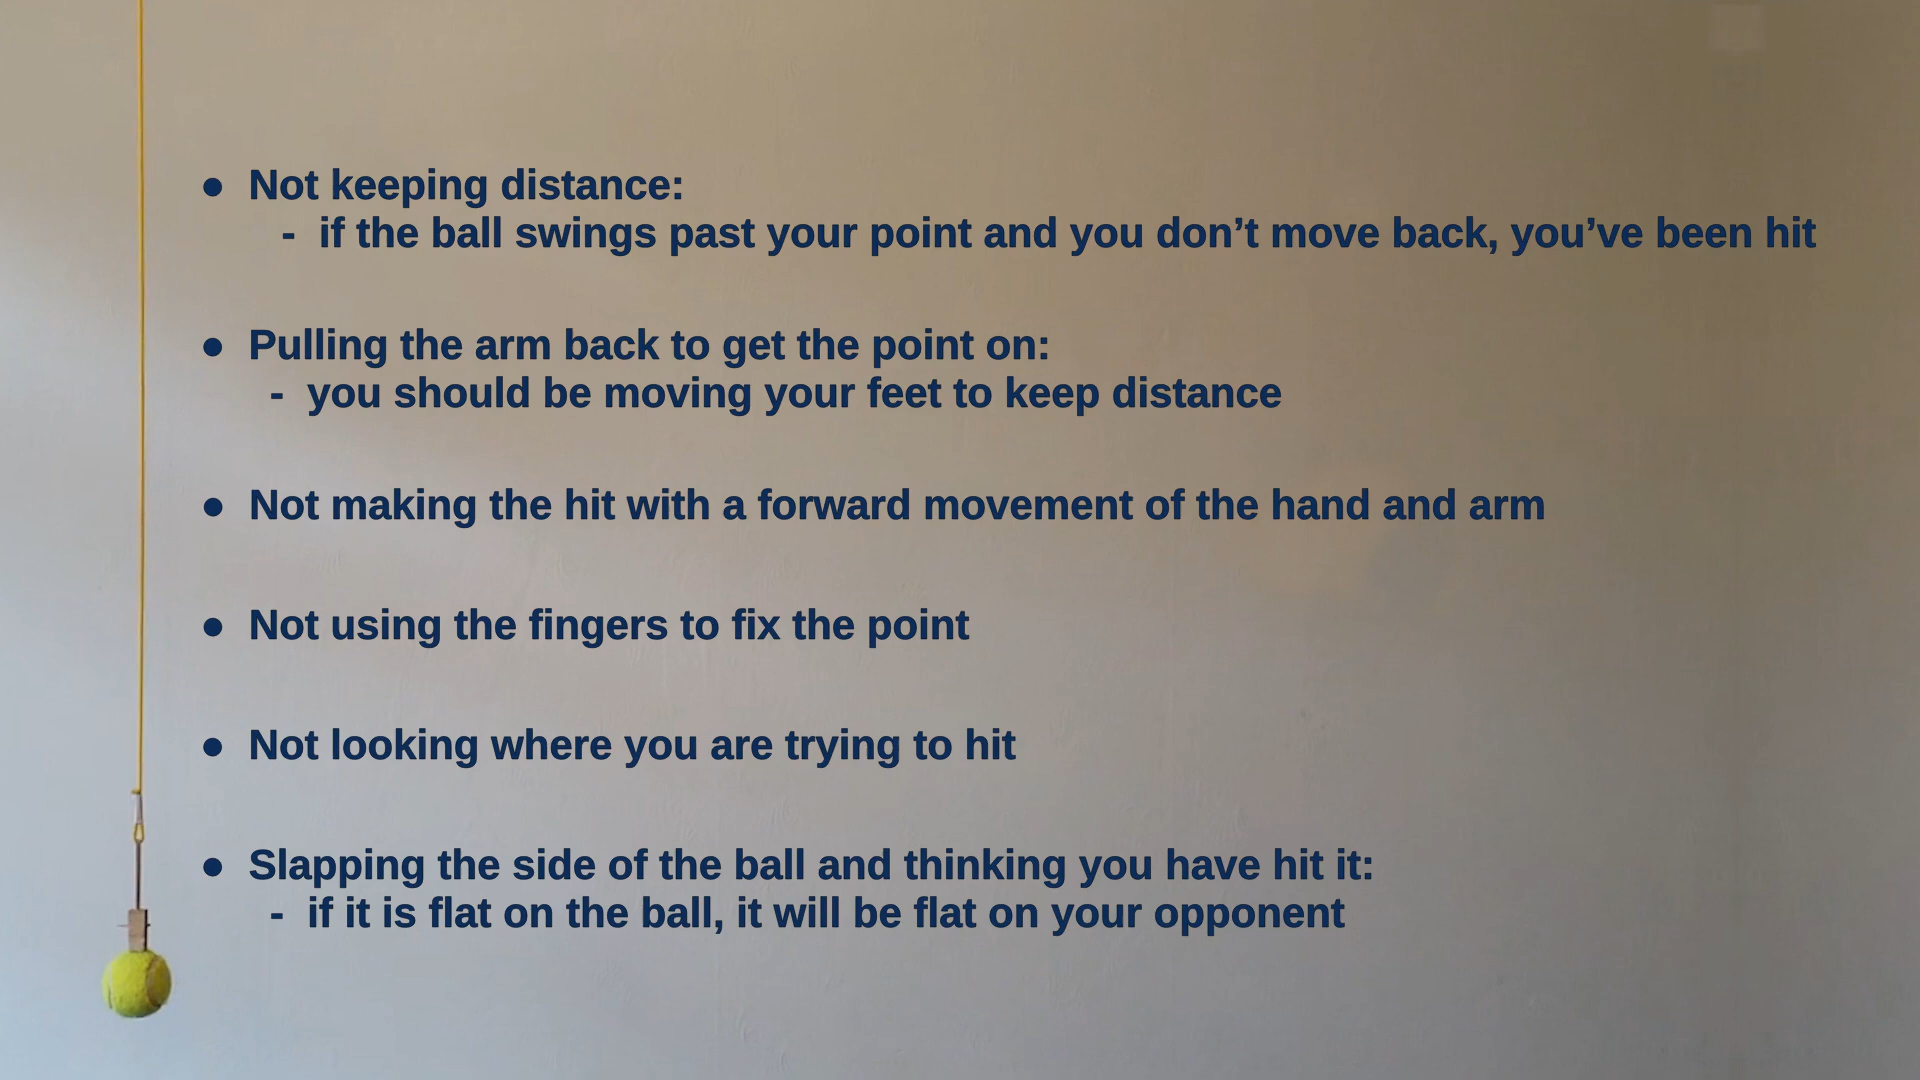 ● Not keeping distance:
- if the ball swings past your point and you don’t move back, you’ve been hit
● Pulling the arm back to get the point on:
- you should be moving your feet to keep distance
● Not making the hit with a forward movement of the hand and arm
● Not using the fingers to fix the point
● Not looking where you are trying to hit
● Slapping the side of the ball and thinking you have hit it:
- if it is flat on the ball, it will be flat on your opponent